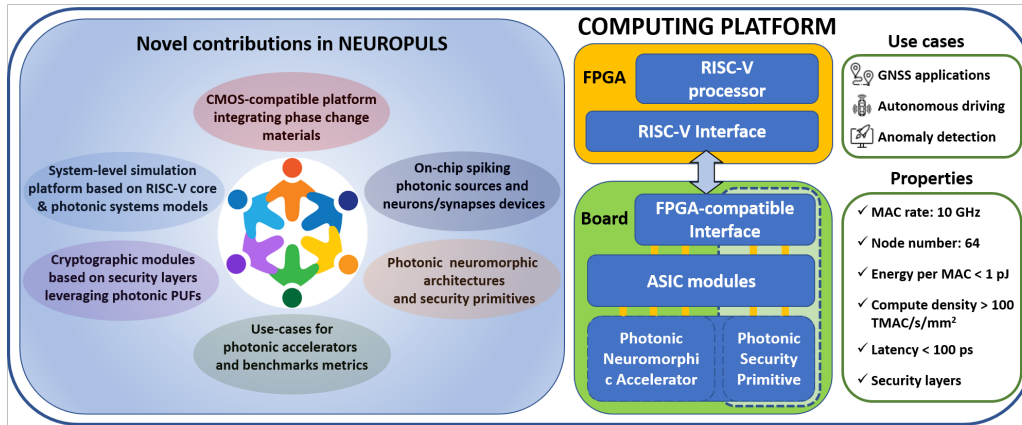 Novel contributions in NEUROPULS
CMOS-compatible platform
integrating phase change
materials
System-level simulation
platform based on RISC-V core
& photonic systems models
On-chip spiking
photonic sources and
neurons/synapses devices
Cryptographic modules
based on security layers
leveraging photonic PUFs
Photonic neuromorphic
architectures
and security primitives
Use-cases for
photonic accelerators
and benchmarks metrics
COMPUTING PLATFORM
FPGA
RISC-V
processor
RISC-V Interface
Board
FPGA-compatible
Interface
ASIC modules
Photonic
Neuromorphi
c Accelerator
Photonic
Security
Primitive
Use cases
GNSS applications
Autonomous driving
Anomaly detection
Properties
✓ MAC rate: 10 GHz
✓ Node number: 64
✓ Energy per MAC < 1 pJ
✓ Compute density > 100
TMAC/s/mm²
✓ Latency < 100 ps
✓ Security layers